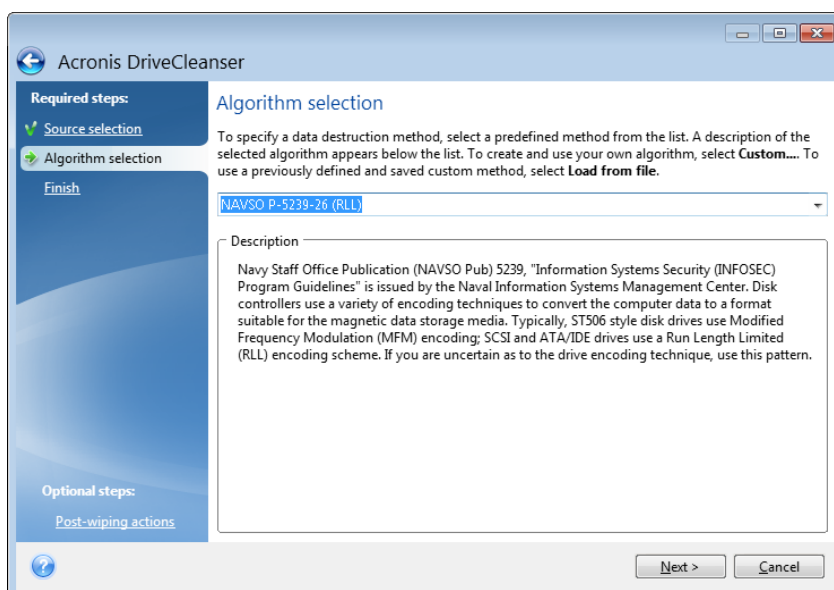 Acronis DriveCleanser
Required steps:
Source selection
Algorithm selection
Finish
Optional steps:
Post-wiping actions
Algorithm selection
To specify a data destruction method, select a predefined method from the list. A description of the
selected algorithm appears below the list. To create and use your own algorithm, select Custom.... To
use a previously defined and saved custom method, select Load from file.
NAVSO P-5239-26 (RLL)
Description
Navy Staff Office Publication (NAVSO Pub) 5239, "Information Systems Security (INFOSEC)
Program Guidelines" is issued by the Naval Information Systems Management Center. Disk
controllers use a variety of encoding techniques to convert the computer data to a format
suitable for the magnetic data storage media. Typically, ST506 style disk drives use Modified
Frequency Modulation (MFM) encoding; SCSI and ATA/IDE drives use a Run Length Limited
(RLL) encoding scheme. If you are uncertain as to the drive encoding technique, use this pattern.
?
Next >
Cancel